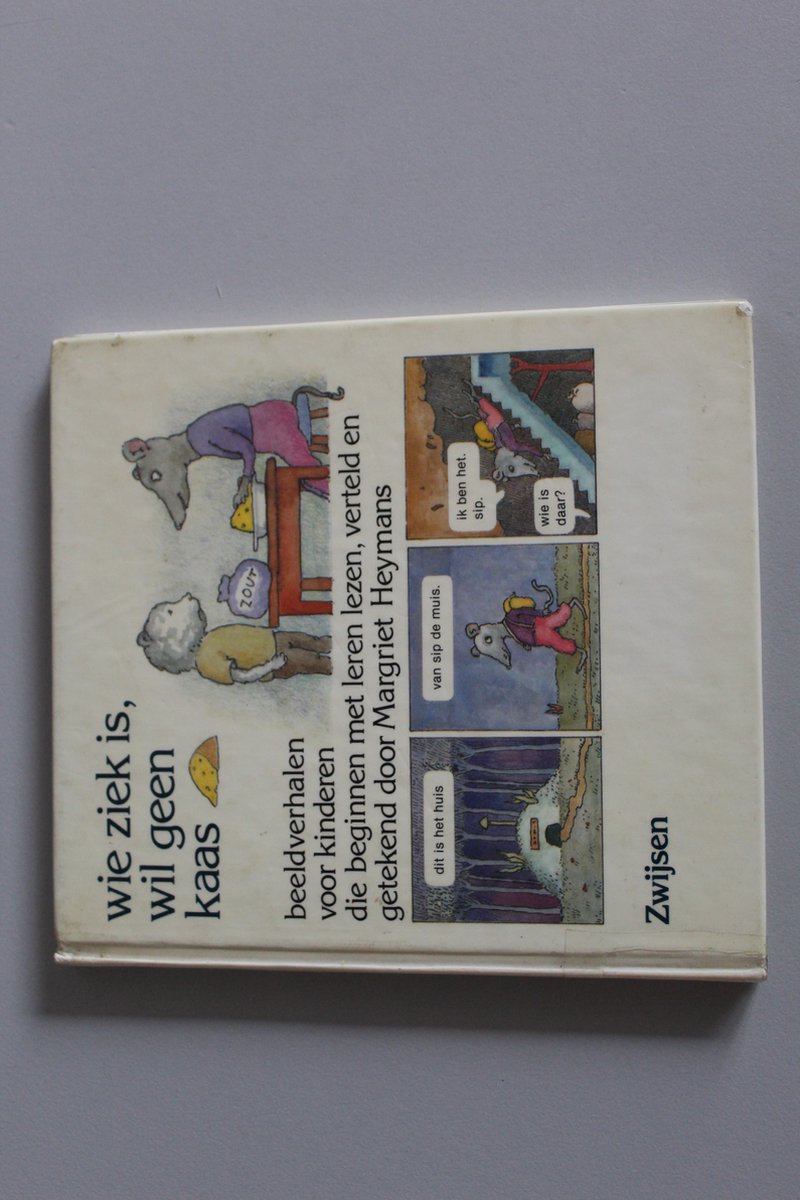 wie ziek is,
wil geen
kaas
zour
beeldverhalen
voor kinderen
die beginnen met leren lezen, verteld en
getekend door Margriet Heymans
dit is het huis
van sip de muis.
ik ben het.
sip.
wie is
daar?
Zwijsen